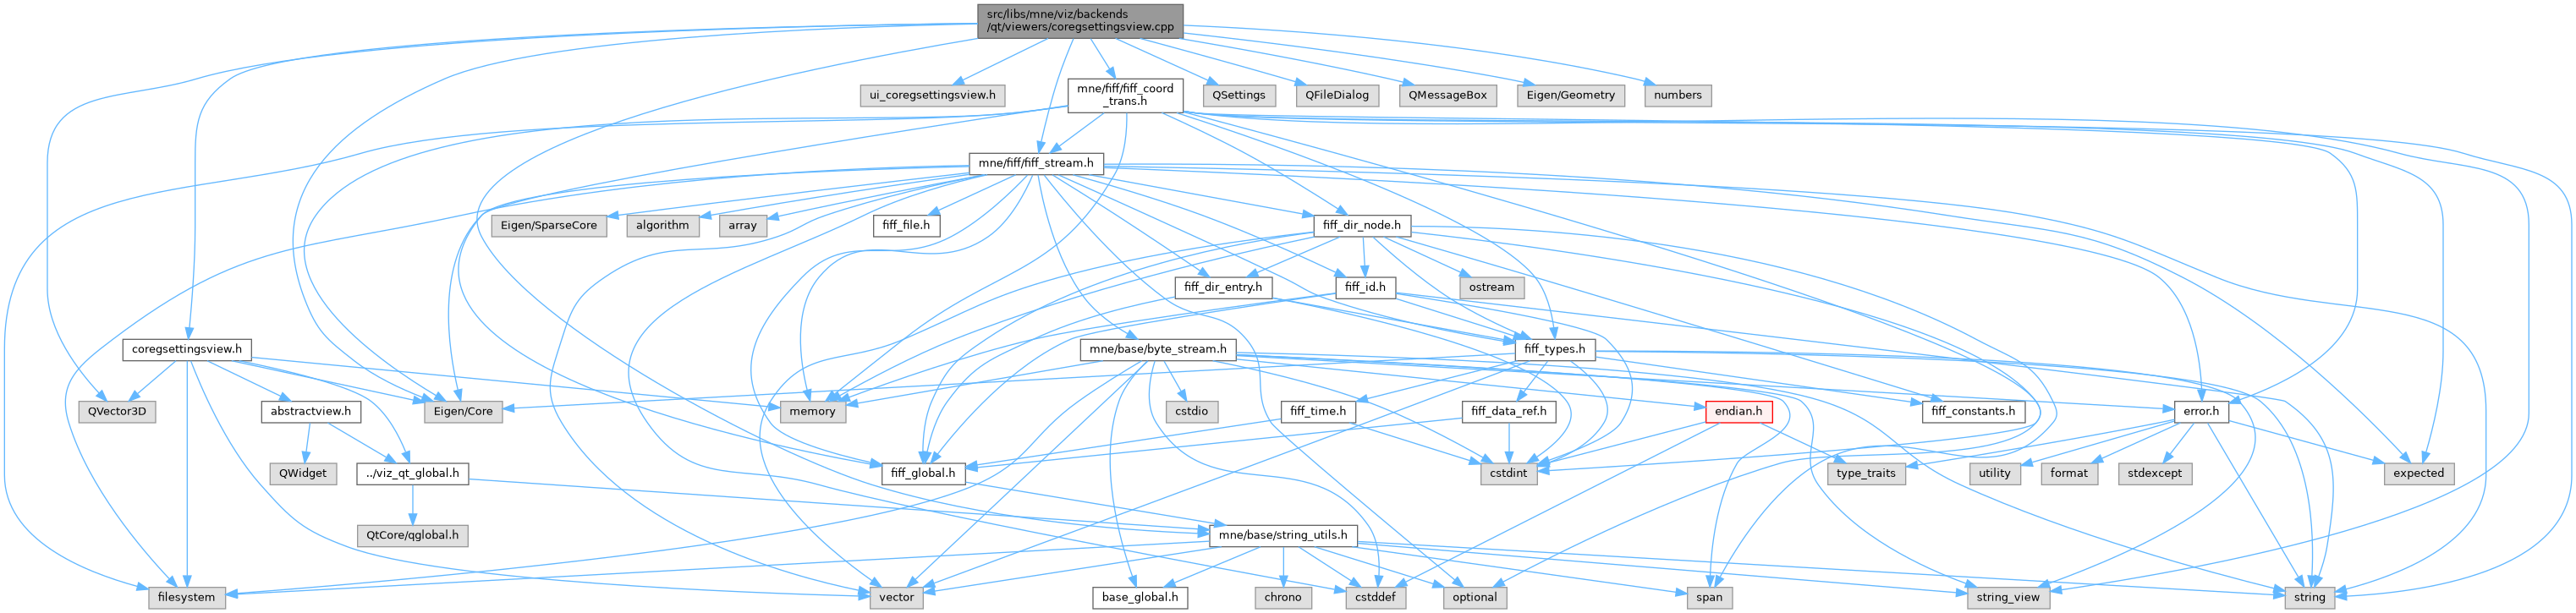 src/libs/mne/viz/backends
/qt/viewers/coregsettingsview.cpp
ui_coregsettingsview.h
mne/fiff/fiff_coord
_trans.h
QSettings
QFileDialog
QMessageBox
Eigen/Geometry
numbers
mne/fiff/fiff_stream.h
Eigen/SparseCore
algorithm
array
fiff_file.h
fiff_dir_node.h
fiff_dir_entry.h
fiff_id.h
ostream
coregsettingsview.h
mne/base/byte_stream.h
fiff_types.h
QVector3D
abstractview.h
Eigen/Core
memory
cstdio
fiff_time.h
fiff_data_ref.h
endian.h
fiff_constants.h
error.h
QWidget
../viz_qt_global.h
fiff_global.h
cstdint
type_traits
utility
format
stdexcept
expected
QtCore/qglobal.h
mne/base/string_utils.h
filesystem
vector
base_global.h
chrono
cstddef
optional
span
string_view
string